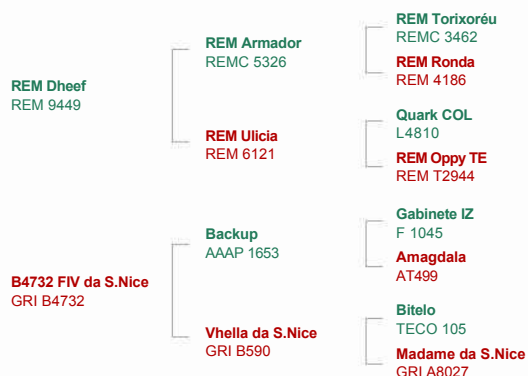 REM Dheef
REM 9449
B4732 FIV da S.Nice
GRI B4732
REM Armador
REMC 5326
REM Ulicia
REM 6121
Backup
AAAP 1653
Vhella da S.Nice
GRI B590
REM Torixoréu
REMC 3462
REM Ronda
REM 4186
Quark COL
L4810
REM Oppy TE
REM T2944
Gabinete IZ
F 1045
Amagdala
AT499
Bitelo
TECO 105
Madame da S.Nice
GRI A8027